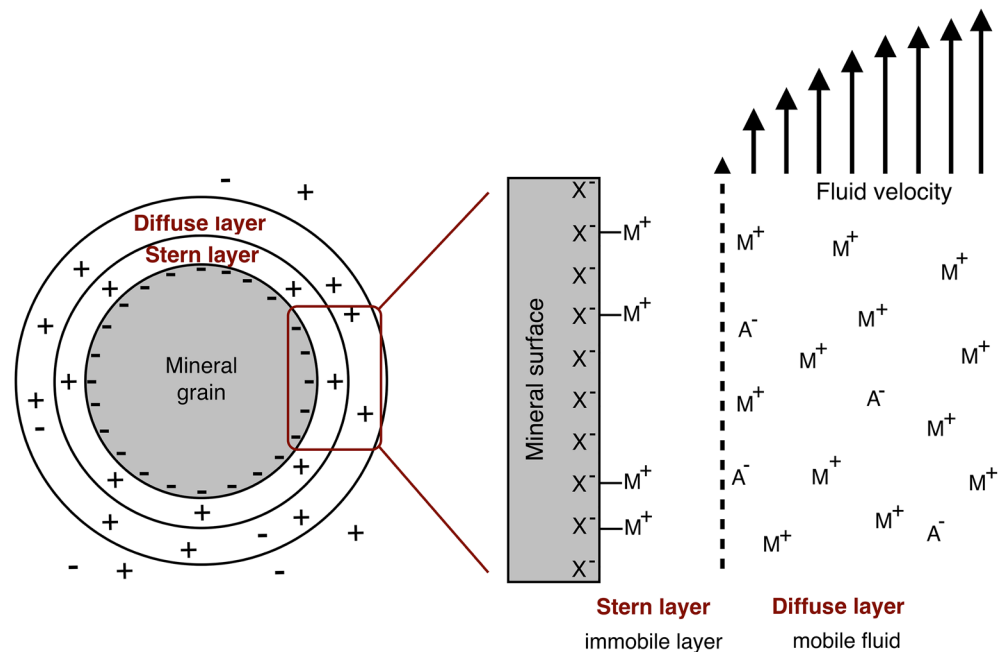 Fluid velocity
Diffuse layer
Stern layer
Mineral
grain
Mineral surface
X⁻
X⁻ M⁺
X⁻
X⁻ M⁺
X⁻
X⁻
X⁻
X⁻ M⁺
X⁻ M⁺
X⁻
M⁺ M⁺ M⁺
M⁺
A⁻ M⁺ M⁺
M⁺ A⁻
M⁺
A⁻ M⁺ M⁺
M⁺ A⁻
M⁺
Stern layer
immobile layer
Diffuse layer
mobile fluid